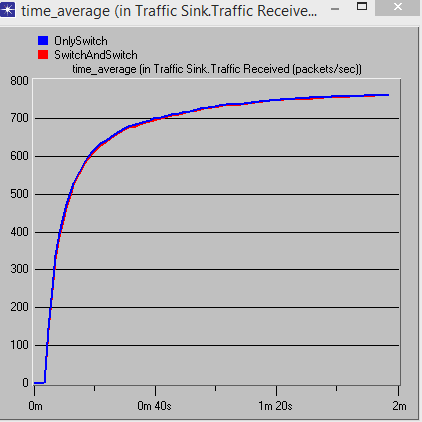 time_average (in Traffic Sink.Traffic Receive...
OnlySwitch
SwitchAndSwitch
time_average (in Traffic Sink.Traffic Received (packets/sec))
800
700
600
500
400
300
200
100
0
0m
0m 40s
1m 20s
2m